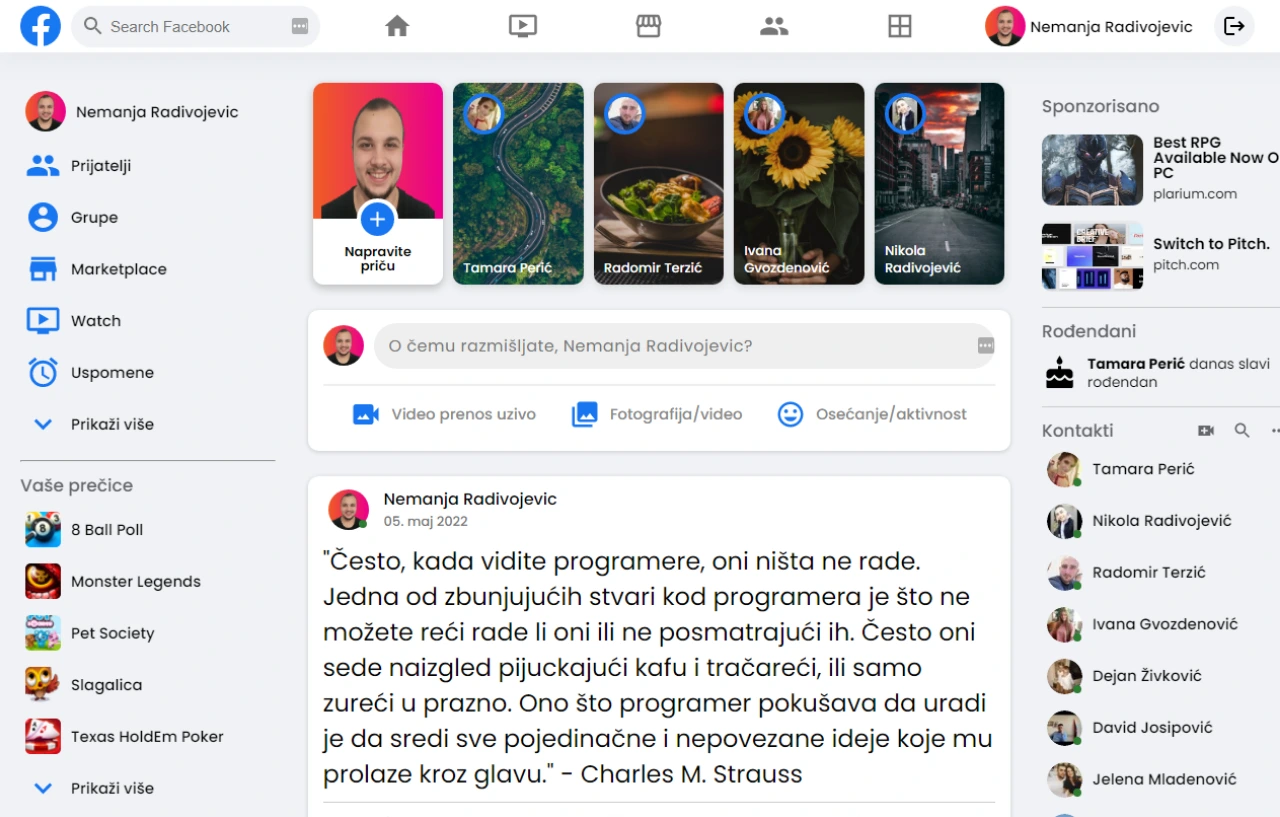 Search Facebook
Nemanja Radivojevic
Nemanja Radivojevic
Prijatelji
Grupe
Marketplace
Watch
Uspomene
Prikaži više
Vaše prečice
8 Ball Poll
Monster Legends
Pet Society
Slagalica
Texas HoldEm Poker
Prikaži više
Napravite
priču
Tamara Perić
Radomir Terzić
Ivana
Gvozdenović
Nikola
Radivojević
O čemu razmišljate, Nemanja Radivojevic?
Video prenos uzivo
Fotografija/video
Osećanje/aktivnost
Nemanja Radivojevic
05. maj 2022
"Često, kada vidite programere, oni ništa ne rade.
Jedna od zbunjujućih stvari kod programera je što ne
možete reći rade li oni ili ne posmatrajući ih. Često oni
sede naizgled pijuckajući kafu i tračareći, ili samo
zureći u prazno. Ono što programer pokušava da uradi
je da sredi sve pojedinačne i nepovezane ideje koje mu
prolaze kroz glavu." - Charles M. Strauss
Sponzorisano
Best RPG
Available Now O
PC
plarium.com
Switch to Pitch.
pitch.com
Rođendani
Tamara Perić danas slavi
rođendan
Kontakti
Tamara Perić
Nikola Radivojević
Radomir Terzić
Ivana Gvozdenović
Dejan Živković
David Josipović
Jelena Mladenović